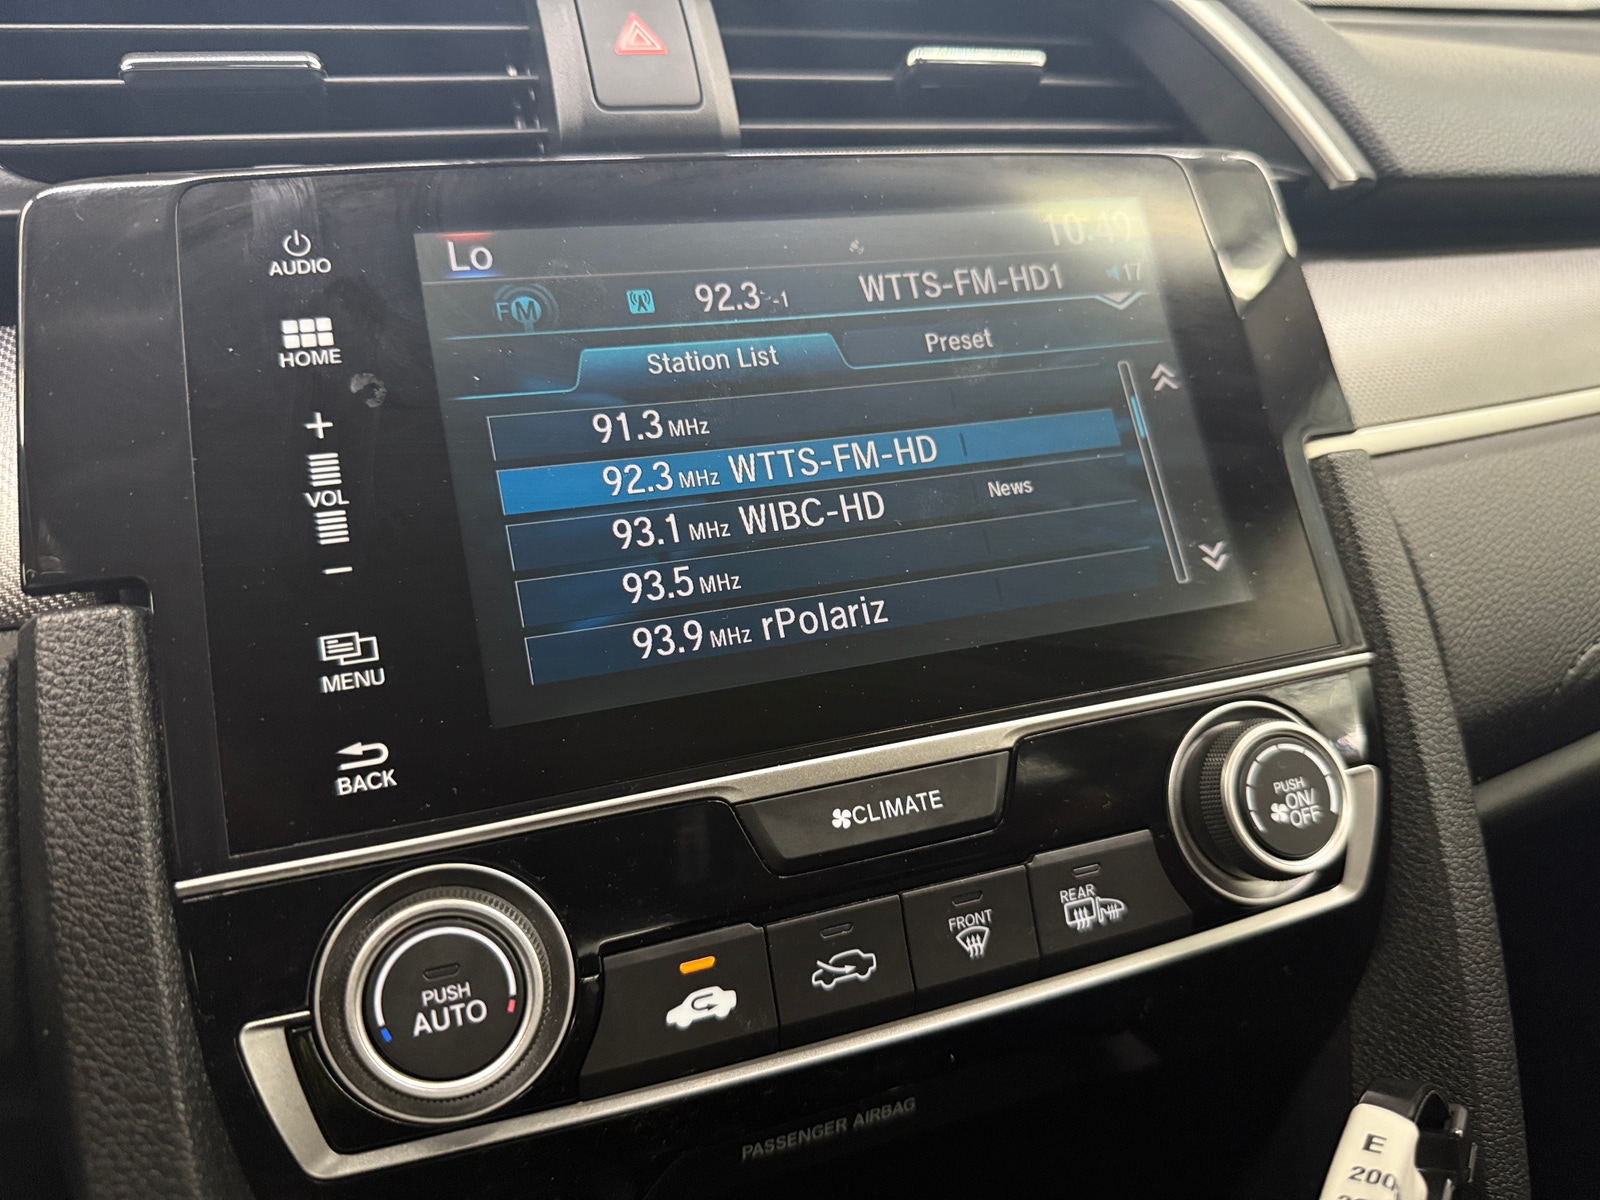 AUDIO
HOME
+
VOL
−
MENU
BACK
Lo
10:49
FM 92.3 -1 WTTS-FM-HD1 17
Station List Preset
91.3 MHz
92.3 MHz WTTS-FM-HD
93.1 MHz WIBC-HD News
93.5 MHz
93.9 MHz rPolariz
CLIMATE
PUSH
ON/
OFF
PUSH
AUTO
FRONT
REAR
PASSENGER AIRBAG
E
200